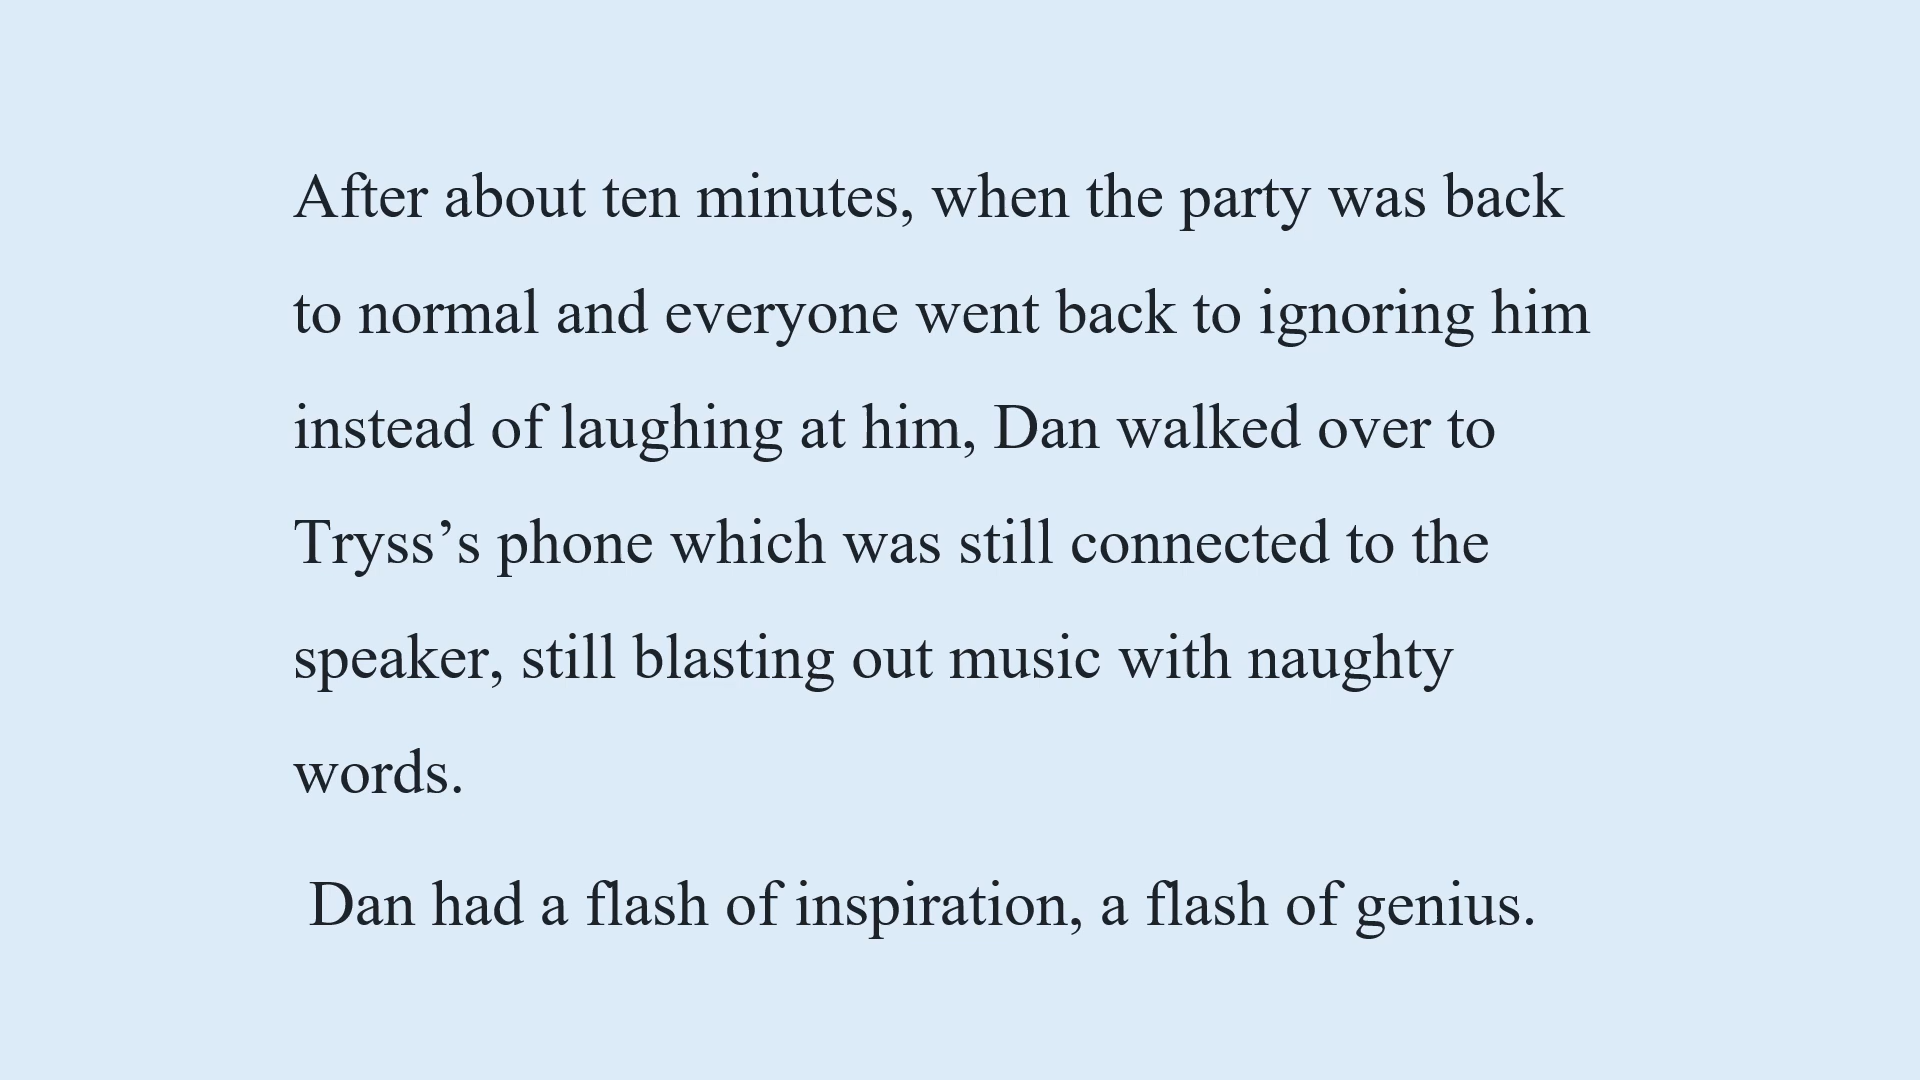 After about ten minutes, when the party was back
to normal and everyone went back to ignoring him
instead of laughing at him, Dan walked over to
Tryss’s phone which was still connected to the
speaker, still blasting out music with naughty
words.
Dan had a flash of inspiration, a flash of genius.